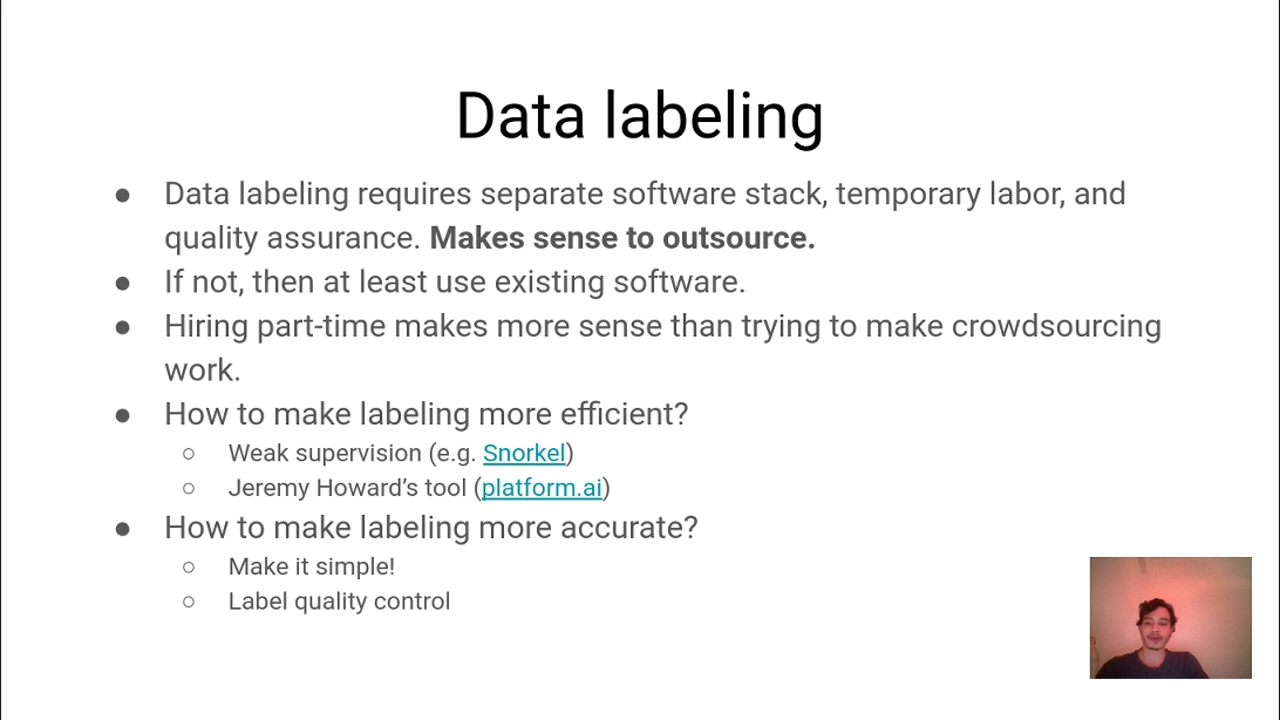 Data labeling
● Data labeling requires separate software stack, temporary labor, and
quality assurance. Makes sense to outsource.
● If not, then at least use existing software.
● Hiring part-time makes more sense than trying to make crowdsourcing
work.
● How to make labeling more efficient?
○ Weak supervision (e.g. Snorkel)
○ Jeremy Howard’s tool (platform.ai)
● How to make labeling more accurate?
○ Make it simple!
○ Label quality control